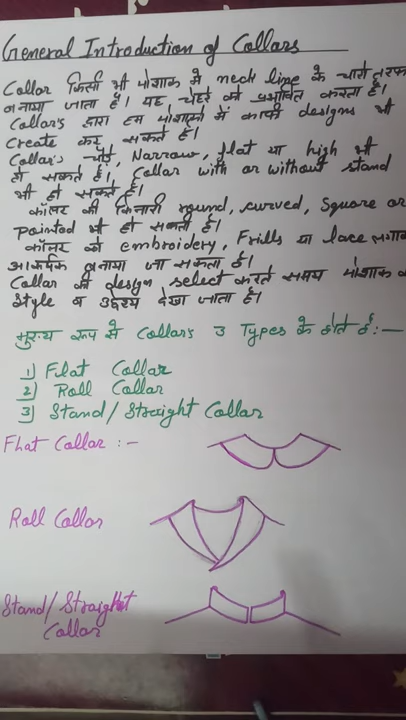 General Introduction of Collars
Collar किसी भी पोशाक में neck line के चारो तरफ
बनाया जाता है। यह चेहरे को प्रभावित करता है।
Collar's द्वारा हम पोशाको में काफी designs भी
create कर सकते है।
Collar's चौड़े, Narrow, flat या high भी
हो सकते है। Collar with or without stand
भी हो सकते है।
कॉलर की किनारी round, curved, Square or
pointed भी हो सकती है।
कॉलर को embroidery, Frills या lace लगाकर
आकर्षक बनाया जा सकता है।
Collar की design select करते समय पोशाक का
Style व उद्देश्य देखा जाता है।
मुख्य रूप से Collars 3 Types के होते है:—
1) Flat Collar
2) Roll Collar
3) Stand/Straight Collar
Flat Collar :-
Roll Collar
Stand/Straight
Collar